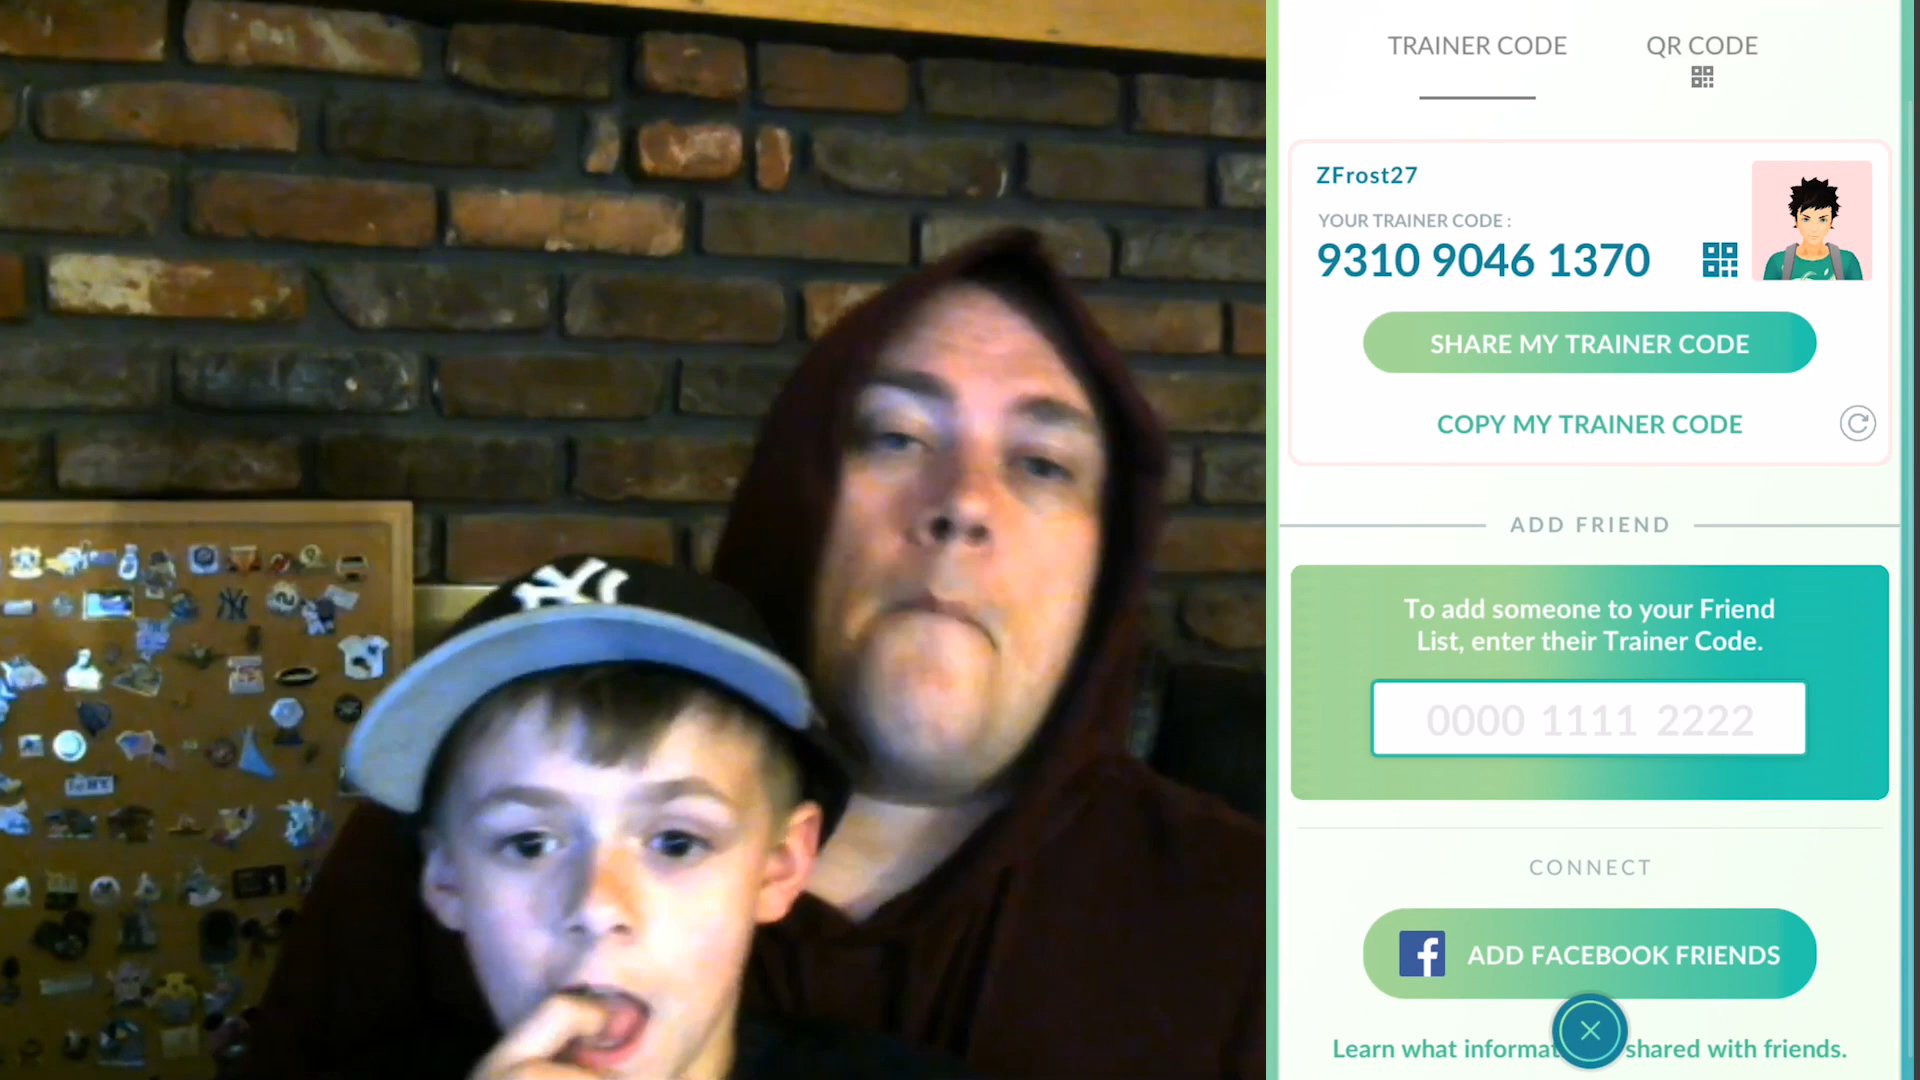 NY
TRAINER CODE
QR CODE
ZFrost27
YOUR TRAINER CODE :
9310 9046 1370
SHARE MY TRAINER CODE
COPY MY TRAINER CODE
ADD FRIEND
To add someone to your Friend
List, enter their Trainer Code.
0000 1111 2222
CONNECT
f ADD FACEBOOK FRIENDS
Learn what informat shared with friends.